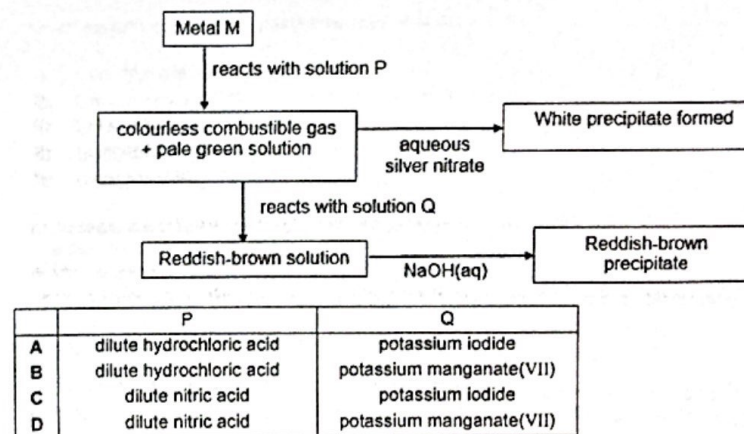 Metal M
reacts with solution P
colourless combustible gas
+ pale green solution
aqueous
silver nitrate
White precipitate formed
reacts with solution Q
Reddish-brown solution
NaOH(aq)
Reddish-brown
precipitate
P Q
A dilute hydrochloric acid potassium iodide
B dilute hydrochloric acid potassium manganate(VII)
C dilute nitric acid potassium iodide
D dilute nitric acid potassium manganate(VII)